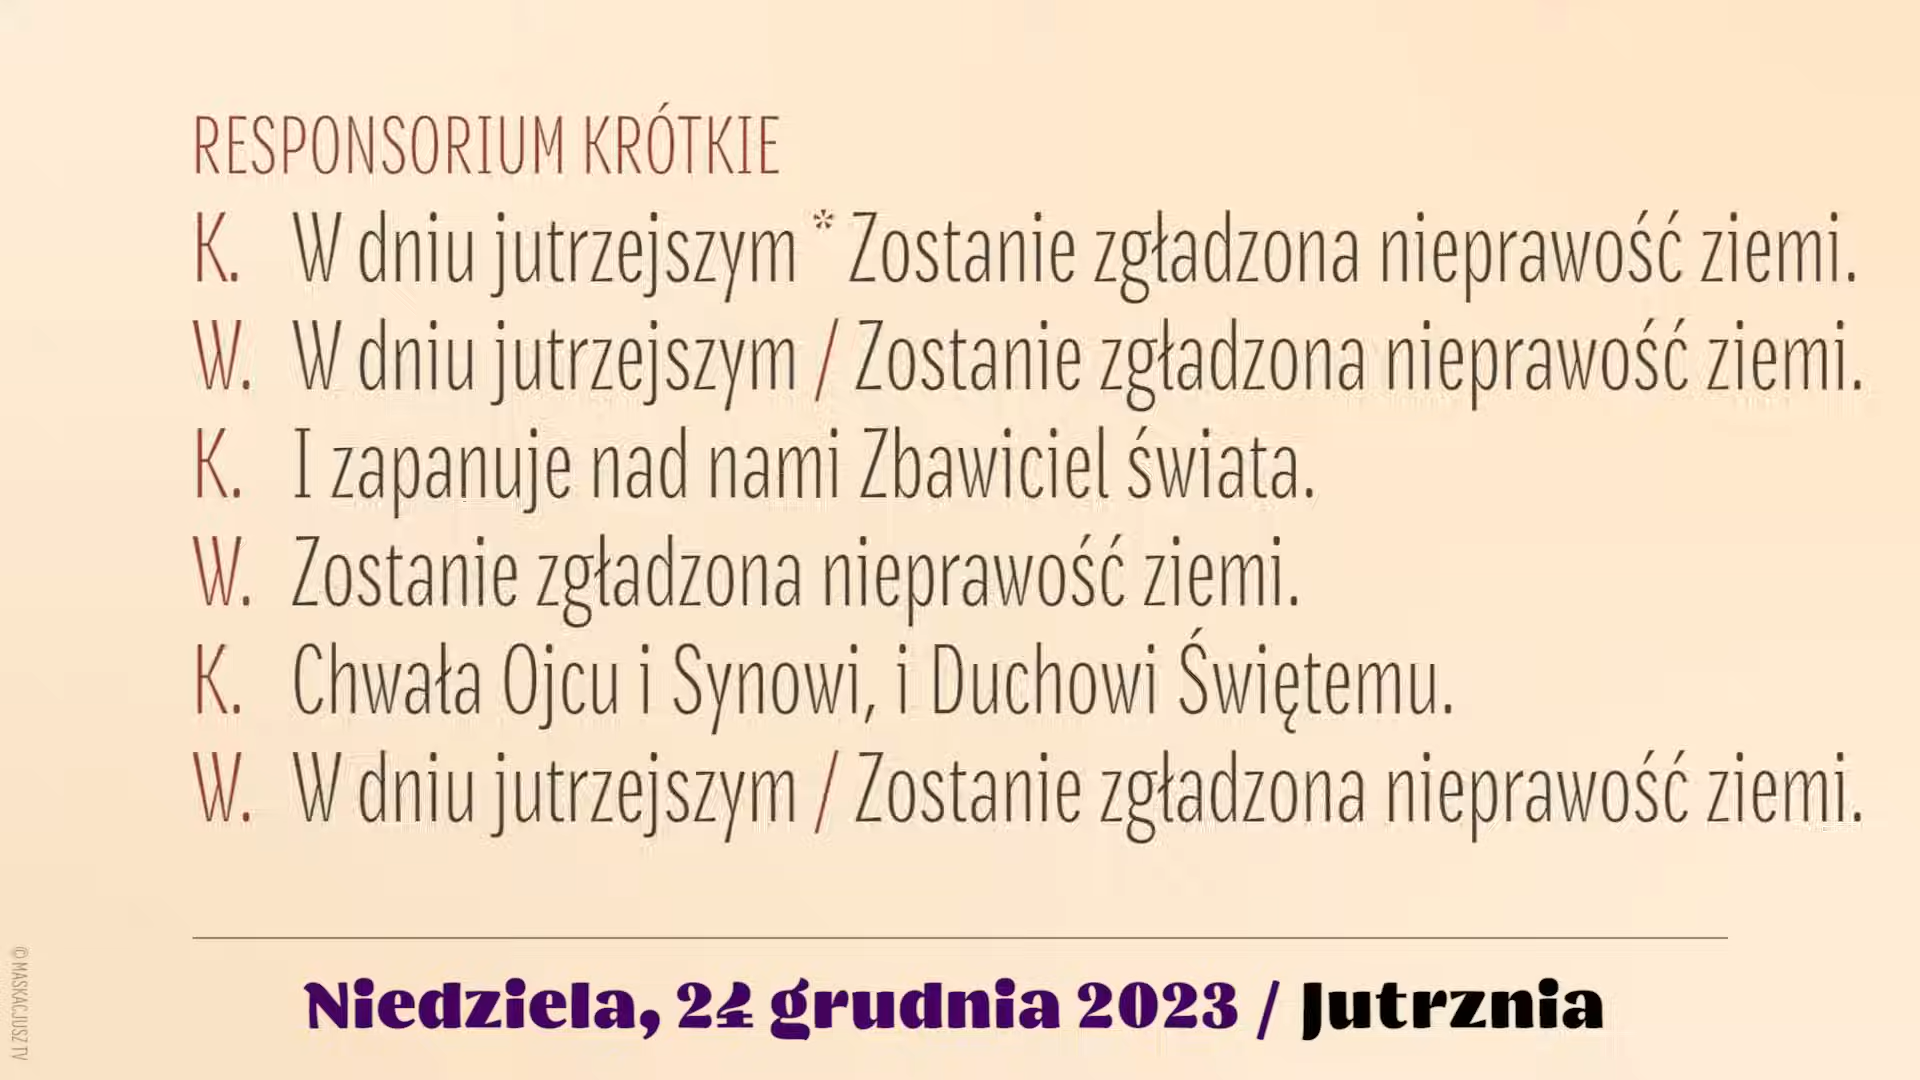 RESPONSORIUM KRÓTKIE
K. W dniu jutrzejszym * Zostanie zgładzona nieprawość ziemi.
W. W dniu jutrzejszym / Zostanie zgładzona nieprawość ziemi.
K. I zapanuje nad nami Zbawiciel świata.
W. Zostanie zgładzona nieprawość ziemi.
K. Chwała Ojcu i Synowi, i Duchowi Świętemu.
W. W dniu jutrzejszym / Zostanie zgładzona nieprawość ziemi.
Niedziela, 24 grudnia 2023 / Jutrznia
© MASKACJUSZ TV